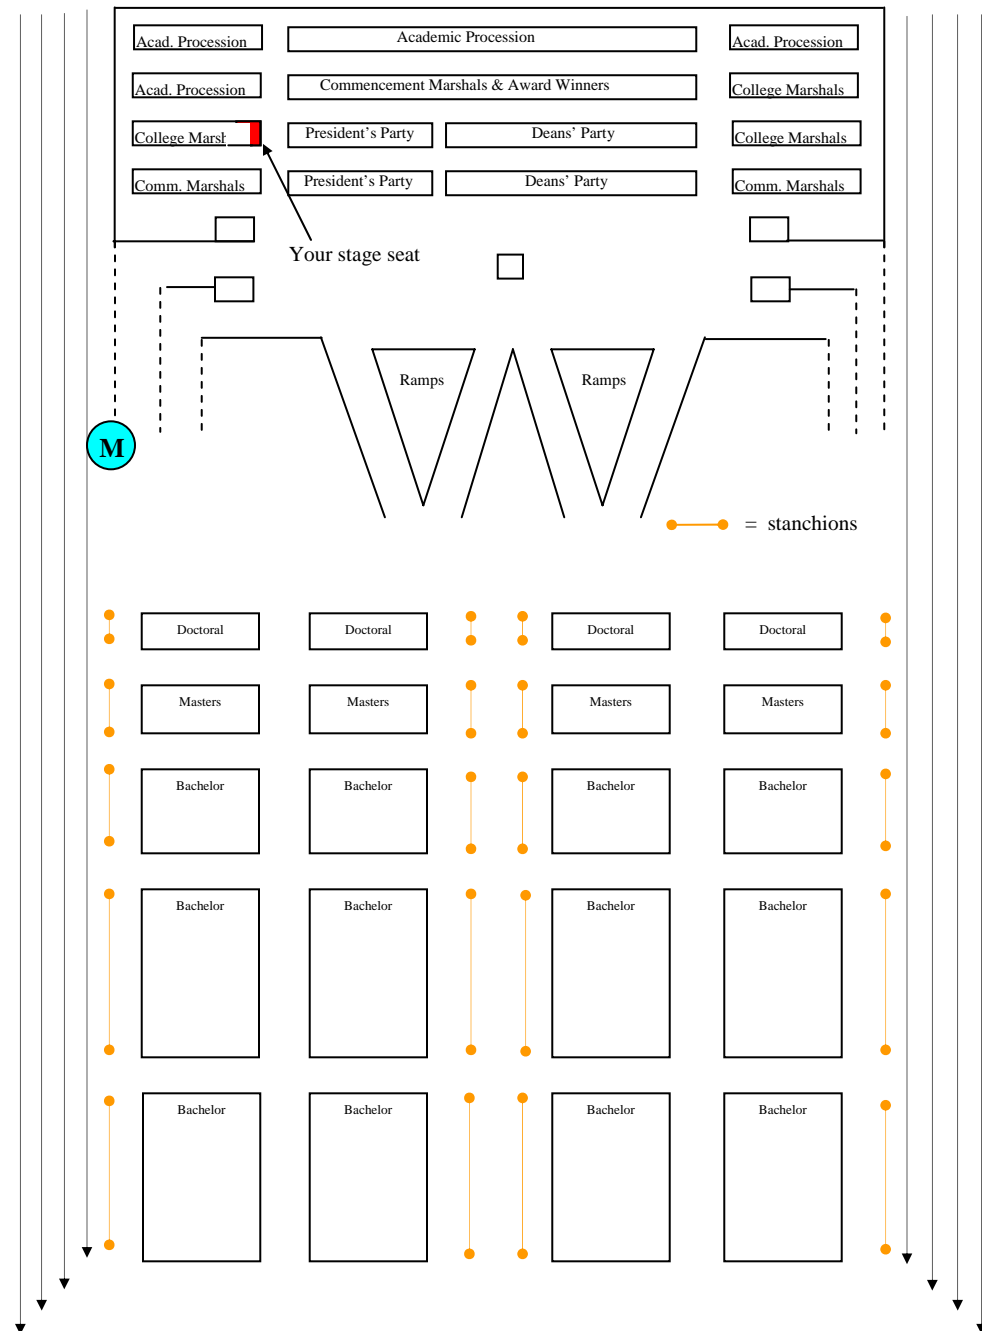 Acad. Procession
Academic Procession
Acad. Procession
Acad. Procession
Commencement Marshals & Award Winners
College Marshals
College Marsh
President's Party
Deans' Party
College Marshals
Comm. Marshals
President's Party
Deans' Party
Comm. Marshals
Your stage seat
Ramps
Ramps
M
= stanchions
Doctoral
Doctoral
Doctoral
Doctoral
Masters
Masters
Masters
Masters
Bachelor
Bachelor
Bachelor
Bachelor
Bachelor
Bachelor
Bachelor
Bachelor
Bachelor
Bachelor
Bachelor
Bachelor